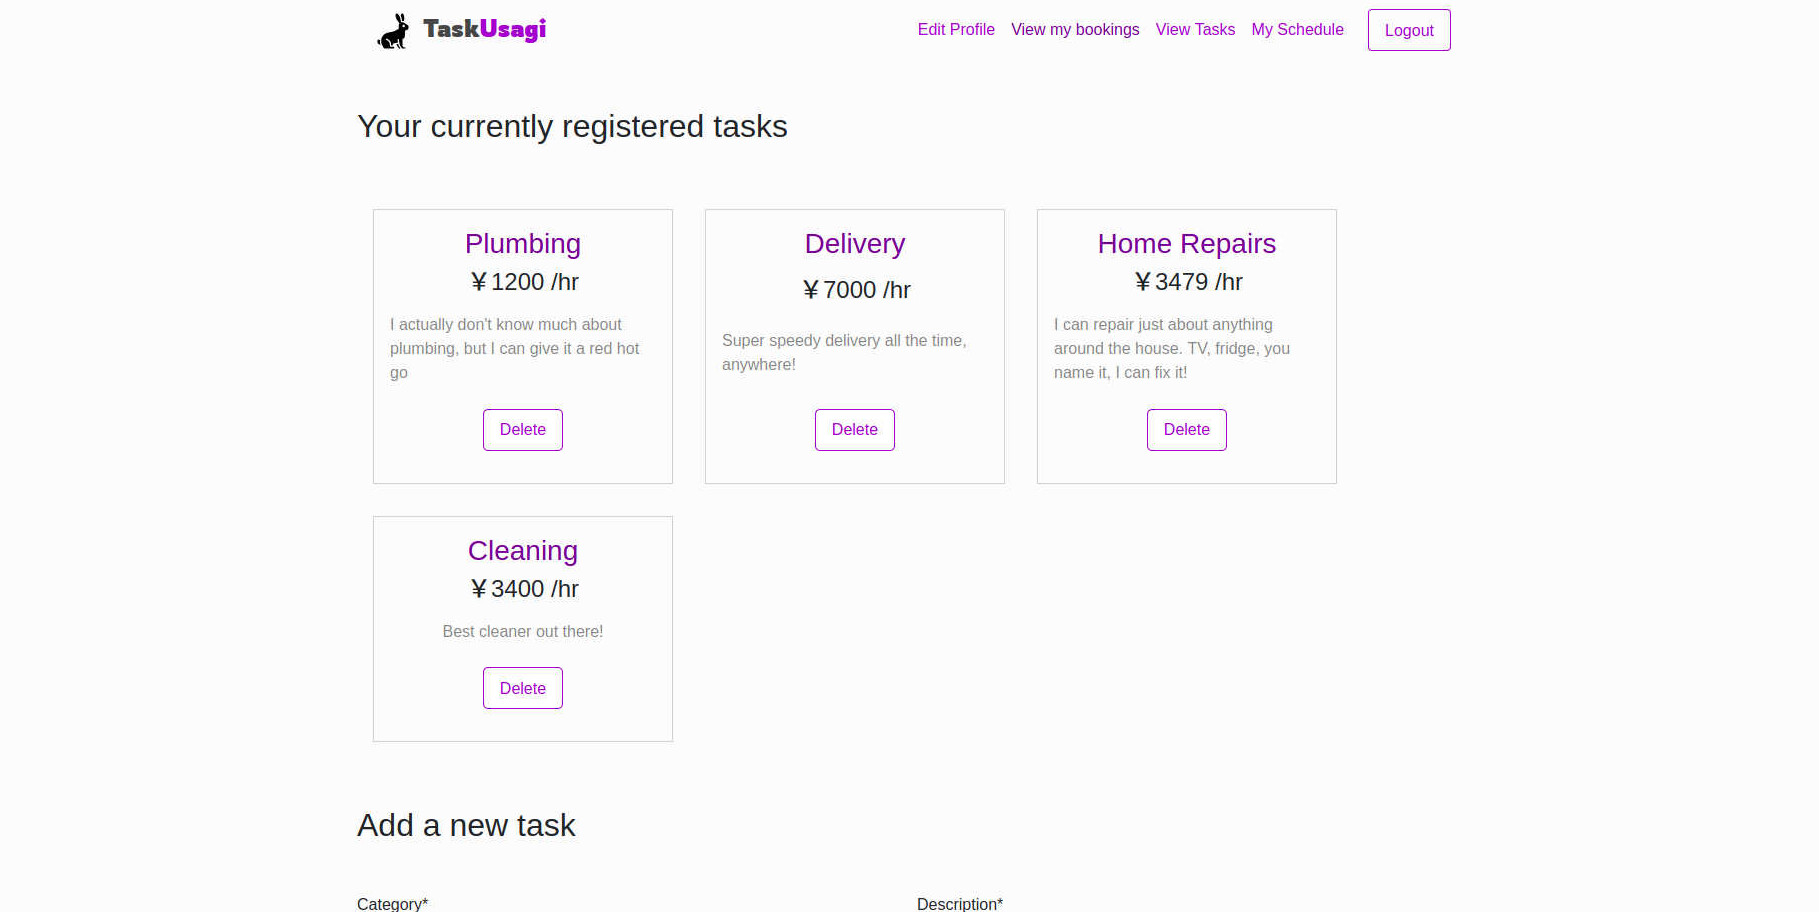 TaskUsagi
Edit Profile View my bookings View Tasks My Schedule Logout
Your currently registered tasks
Plumbing
¥1200 /hr
I actually don't know much about
plumbing, but I can give it a red hot
go
Delete
Delivery
¥7000 /hr
Super speedy delivery all the time,
anywhere!
Delete
Home Repairs
¥3479 /hr
I can repair just about anything
around the house. TV, fridge, you
name it, I can fix it!
Delete
Cleaning
¥3400 /hr
Best cleaner out there!
Delete
Add a new task
Category*
Description*